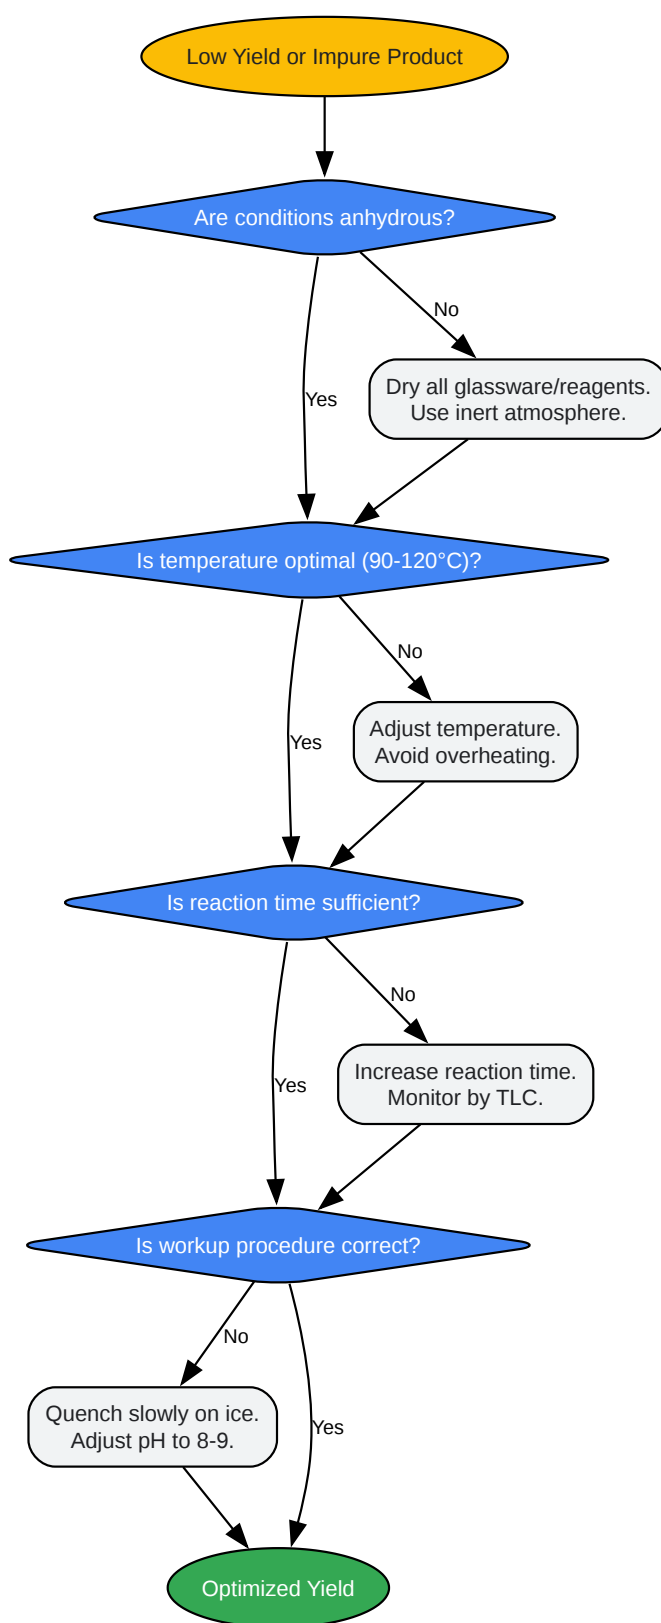 Low Yield or Impure Product
Are conditions anhydrous?
No
Dry all glassware/reagents.
Use inert atmosphere.
Yes
Is temperature optimal (90-120°C)?
No
Adjust temperature.
Avoid overheating.
Yes
Is reaction time sufficient?
No
Increase reaction time.
Monitor by TLC.
Yes
Is workup procedure correct?
No
Quench slowly on ice.
Adjust pH to 8-9.
Yes
Optimized Yield